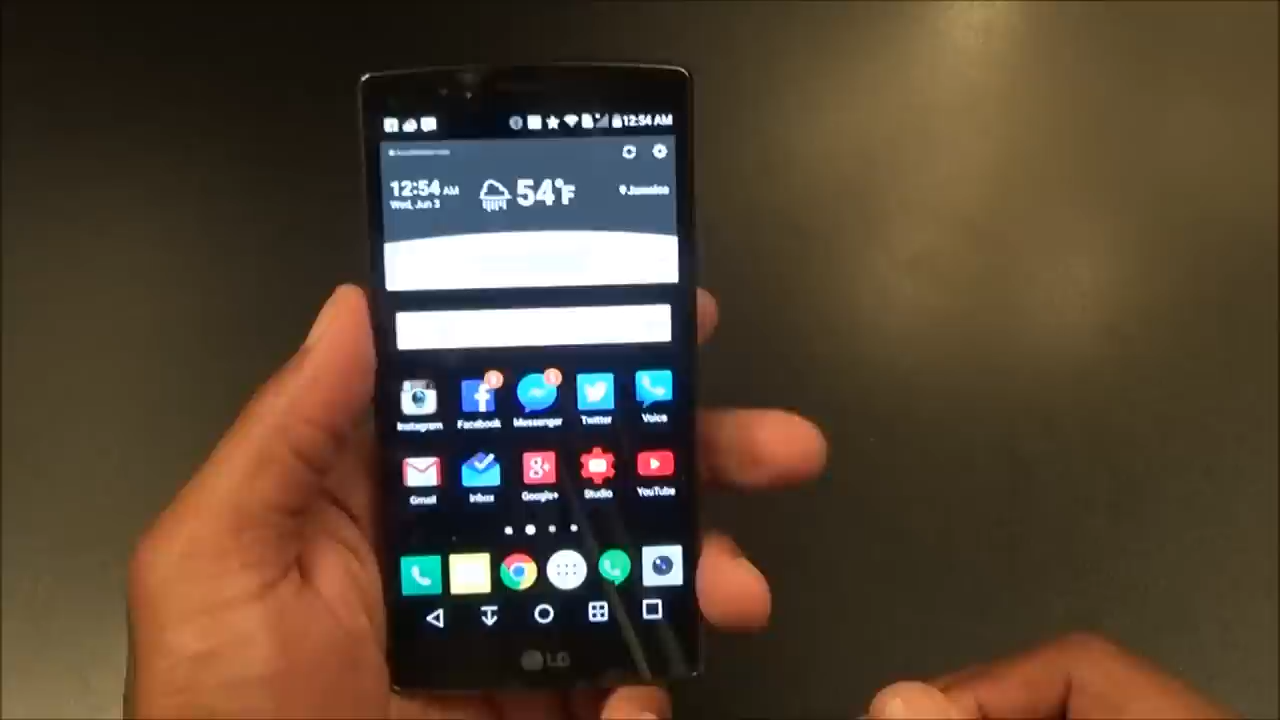 12:54 AM
12:54 AM
Wed, Jun 3
54°F
Jamaica
Instagram
Facebook
Messenger
Twitter
Voice
Gmail
Inbox
Google+
Studio
YouTube
LG